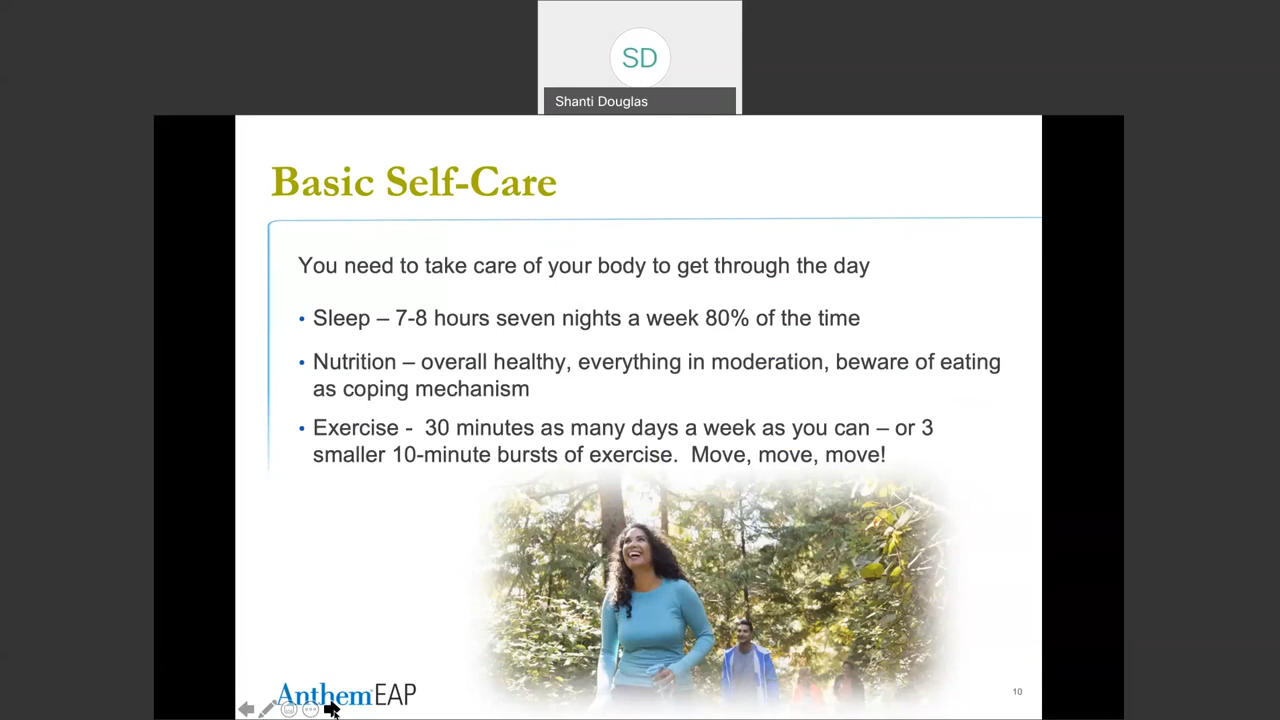 SD
Shanti Douglas
Basic Self-Care
You need to take care of your body to get through the day
• Sleep – 7-8 hours seven nights a week 80% of the time
• Nutrition – overall healthy, everything in moderation, beware of eating
as coping mechanism
• Exercise - 30 minutes as many days a week as you can – or 3
smaller 10-minute bursts of exercise. Move, move, move!
Anthem EAP
10